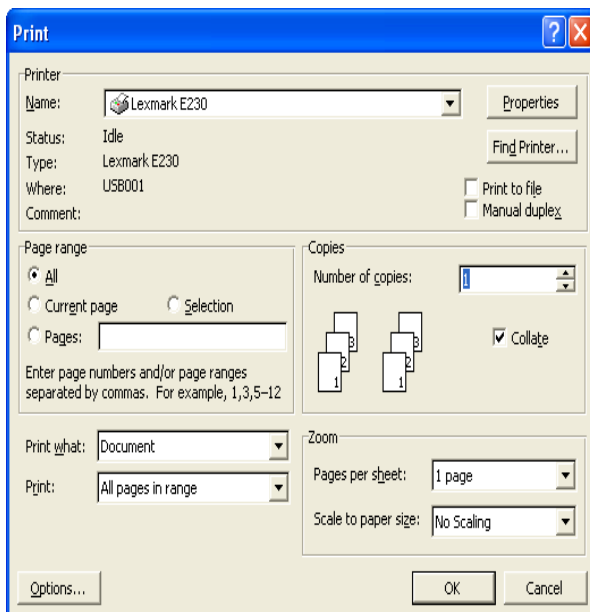 Print
Printer
Name: Lexmark E230 Properties
Status: Idle
Find Printer...
Type: Lexmark E230
Where: USB001
Print to file
Comment:
Manual duplex
Page range
All
Current page Selection
Pages:
Enter page numbers and/or page ranges
separated by commas. For example, 1,3,5–12
Copies
Number of copies: 1
3 3
2 2
1 1
Collate
Print what: Document
Print: All pages in range
Zoom
Pages per sheet: 1 page
Scale to paper size: No Scaling
Options... OK Cancel